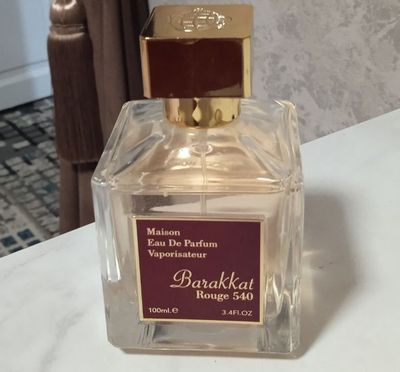 Maison
Eau De Parfum
Vaporisateur
Barakkat
Rouge 540
100ml.e 3.4FL.OZ